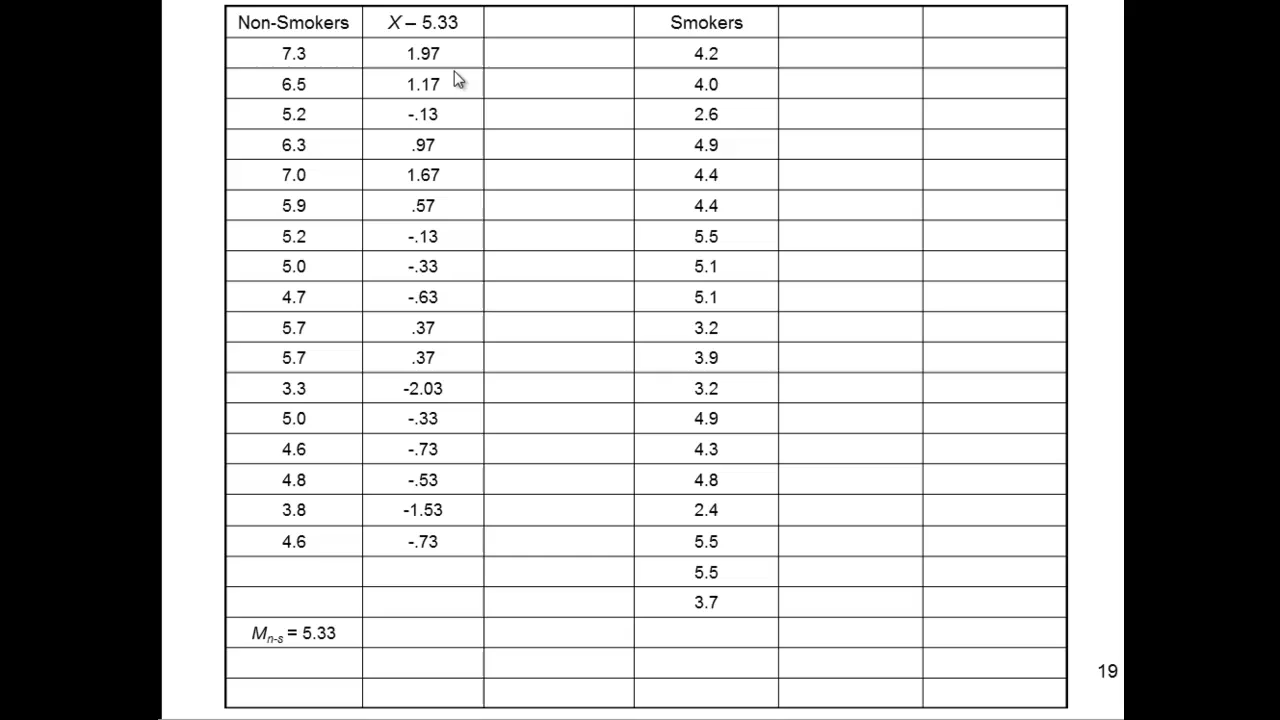 Non-Smokers X – 5.33 Smokers
7.3 1.97 4.2
6.5 1.17 4.0
5.2 -.13 2.6
6.3 .97 4.9
7.0 1.67 4.4
5.9 .57 4.4
5.2 -.13 5.5
5.0 -.33 5.1
4.7 -.63 5.1
5.7 .37 3.2
5.7 .37 3.9
3.3 -2.03 3.2
5.0 -.33 4.9
4.6 -.73 4.3
4.8 -.53 4.8
3.8 -1.53 2.4
4.6 -.73 5.5
5.5
3.7
Mn-s = 5.33
19